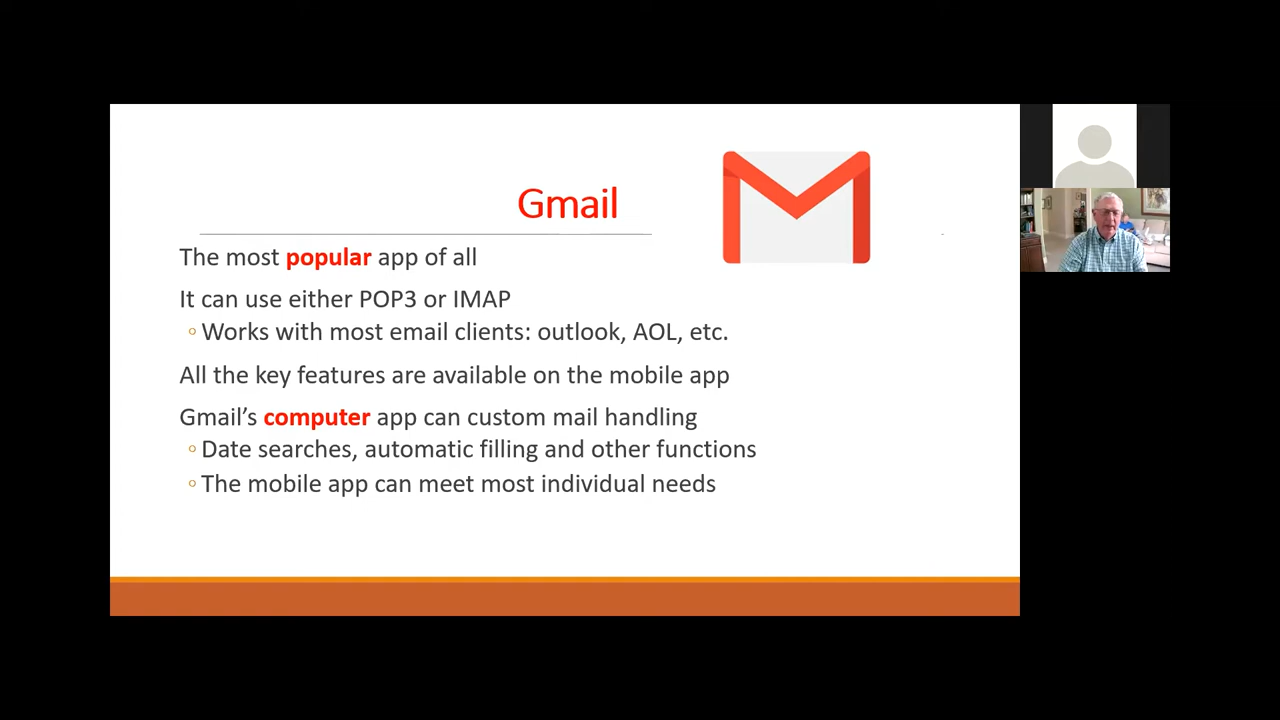 Gmail
The most popular app of all
It can use either POP3 or IMAP
◦Works with most email clients: outlook, AOL, etc.
All the key features are available on the mobile app
Gmail’s computer app can custom mail handling
◦Date searches, automatic filling and other functions
◦The mobile app can meet most individual needs